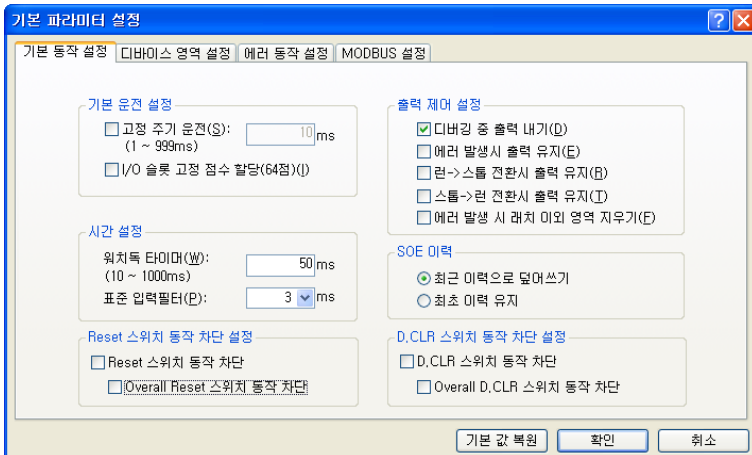 기본 파라미터 설정
기본 동작 설정 디바이스 영역 설정 에러 동작 설정 MODBUS 설정
기본 운전 설정
고정 주기 운전(S): 10 ms
(1 ~ 999ms)
I/O 슬롯 고정 점수 할당(64점)(I)
시간 설정
워치독 타이머(W): 50 ms
(10 ~ 1000ms)
표준 입력필터(P): 3 ms
Reset 스위치 동작 차단 설정
Reset 스위치 동작 차단
Overall Reset 스위치 동작 차단
출력 제어 설정
디버깅 중 출력 내기(D)
에러 발생시 출력 유지(E)
런->스톱 전환시 출력 유지(R)
스톱->런 전환시 출력 유지(T)
에러 발생 시 래치 이외 영역 지우기(F)
SOE 이력
최근 이력으로 덮어쓰기
최초 이력 유지
D.CLR 스위치 동작 차단 설정
D.CLR 스위치 동작 차단
Overall D.CLR 스위치 동작 차단
기본 값 복원 확인 취소